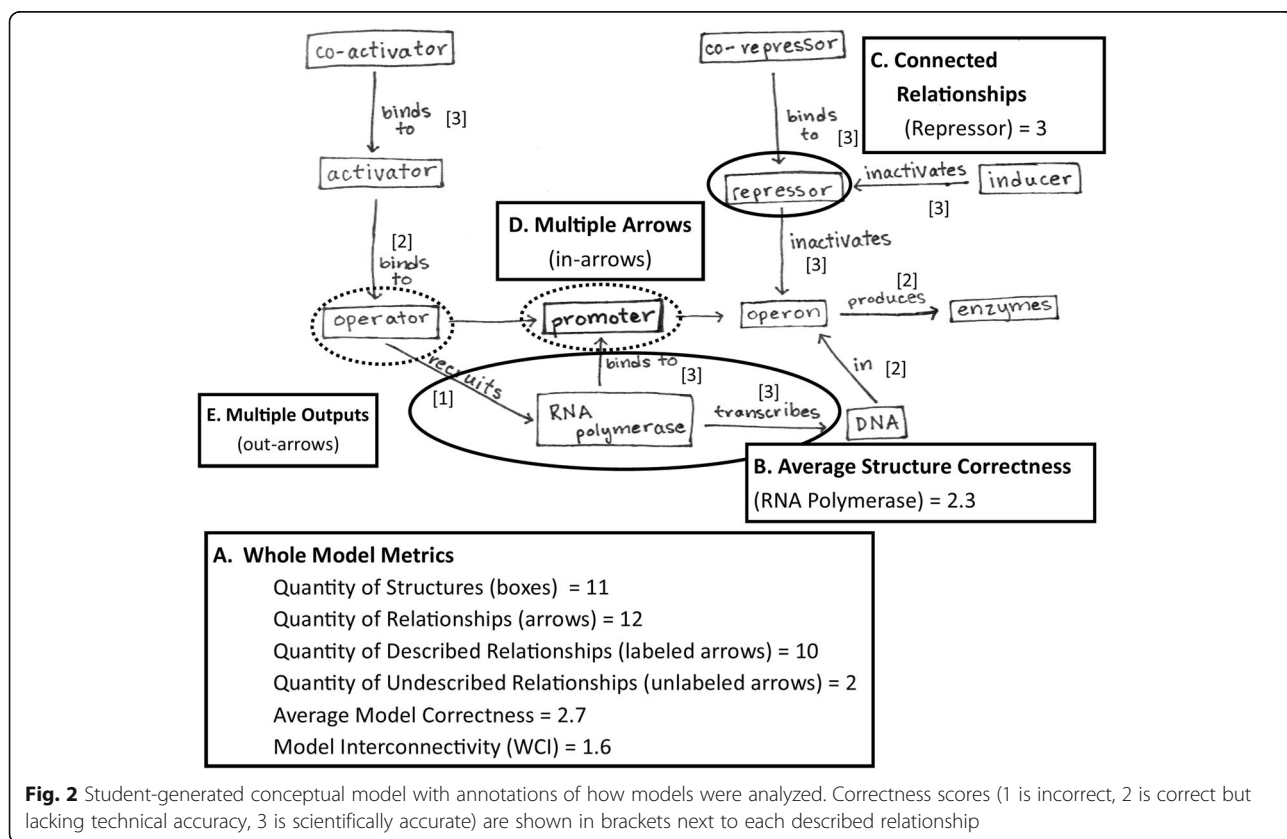 co-activator
co-repressor
C. Connected
Relationships
(Repressor) = 3
binds
to
[3]
binds
to
[3]
activator
repressor
inactivates
[3]
inducer
D. Multiple Arrows
(in-arrows)
[2]
binds
to
inactivates
[3]
operator
promoter
operon
[2]
produces
enzymes
recruits
[1]
binds to
[3]
in
[2]
E. Multiple Outputs
(out-arrows)
RNA
polymerase
[3]
transcribes
DNA
B. Average Structure Correctness
(RNA Polymerase) = 2.3
A. Whole Model Metrics
Quantity of Structures (boxes) = 11
Quantity of Relationships (arrows) = 12
Quantity of Described Relationships (labeled arrows) = 10
Quantity of Undescribed Relationships (unlabeled arrows) = 2
Average Model Correctness = 2.7
Model Interconnectivity (WCI) = 1.6
Fig. 2 Student-generated conceptual model with annotations of how models were analyzed. Correctness scores (1 is incorrect, 2 is correct but
lacking technical accuracy, 3 is scientifically accurate) are shown in brackets next to each described relationship